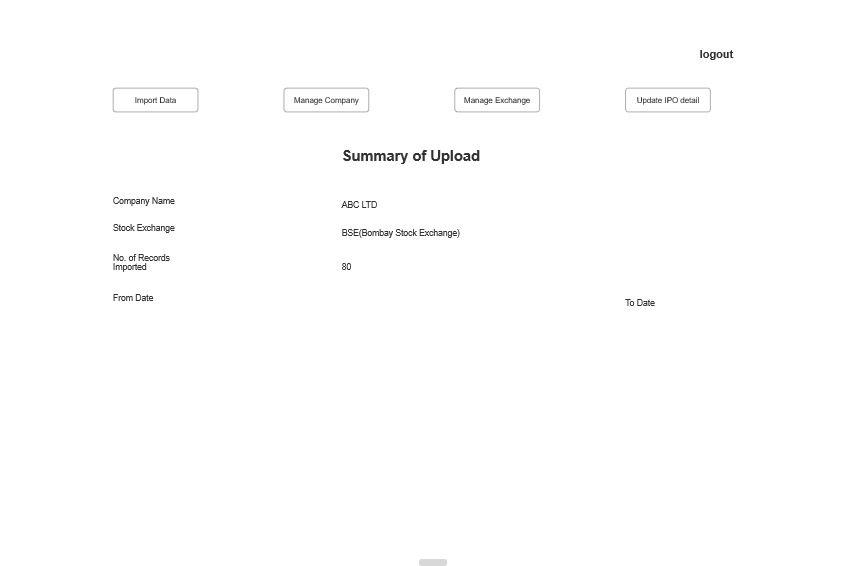 logout
Import Data
Manage Company
Manage Exchange
Update IPO detail
Summary of Upload
Company Name
ABC LTD
Stock Exchange
BSE(Bombay Stock Exchange)
No. of Records
Imported
80
From Date
To Date